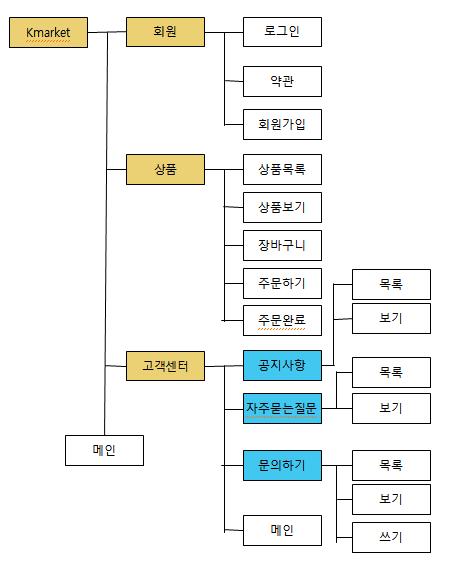 Kmarket
회원
로그인
약관
회원가입
상품
상품목록
상품보기
장바구니
주문하기
주문완료
고객센터
공지사항
목록
보기
자주묻는질문
목록
보기
문의하기
목록
보기
쓰기
메인
메인